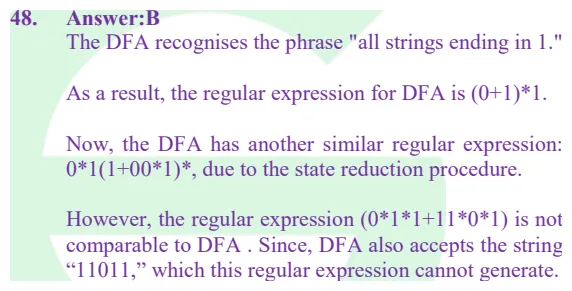 48. Answer:B
The DFA recognises the phrase "all strings ending in 1."
As a result, the regular expression for DFA is (0+1)*1.
Now, the DFA has another similar regular expression:
0*1(1+00*1)*, due to the state reduction procedure.
However, the regular expression (0*1*1+11*0*1) is not
comparable to DFA . Since, DFA also accepts the string
“11011,” which this regular expression cannot generate.